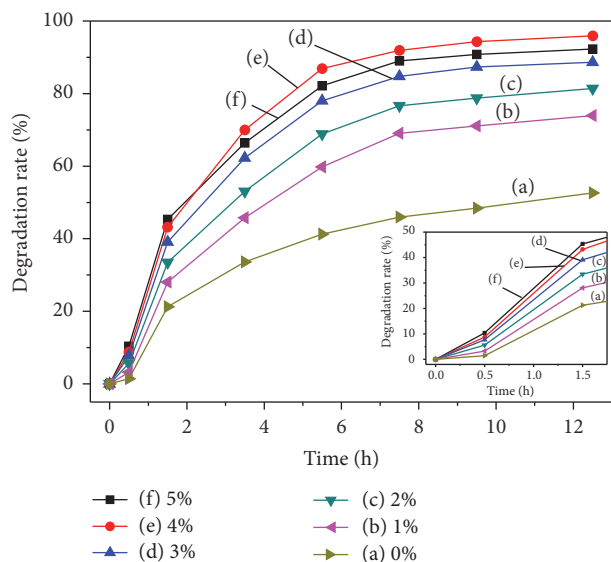 100
80
60
40
20
0
Degradation rate (%)
0 2 4 6 8 10 12
Time (h)
(a)
(b)
(c)
(d)
(e)
(f)
50
40
30
20
10
0
Degradation rate (%)
0.0 0.5 1.0 1.5
Time (h)
(d)
(e)
(f)
(c)
(b)
(a)
(f) 5%
(e) 4%
(d) 3%
(c) 2%
(b) 1%
(a) 0%